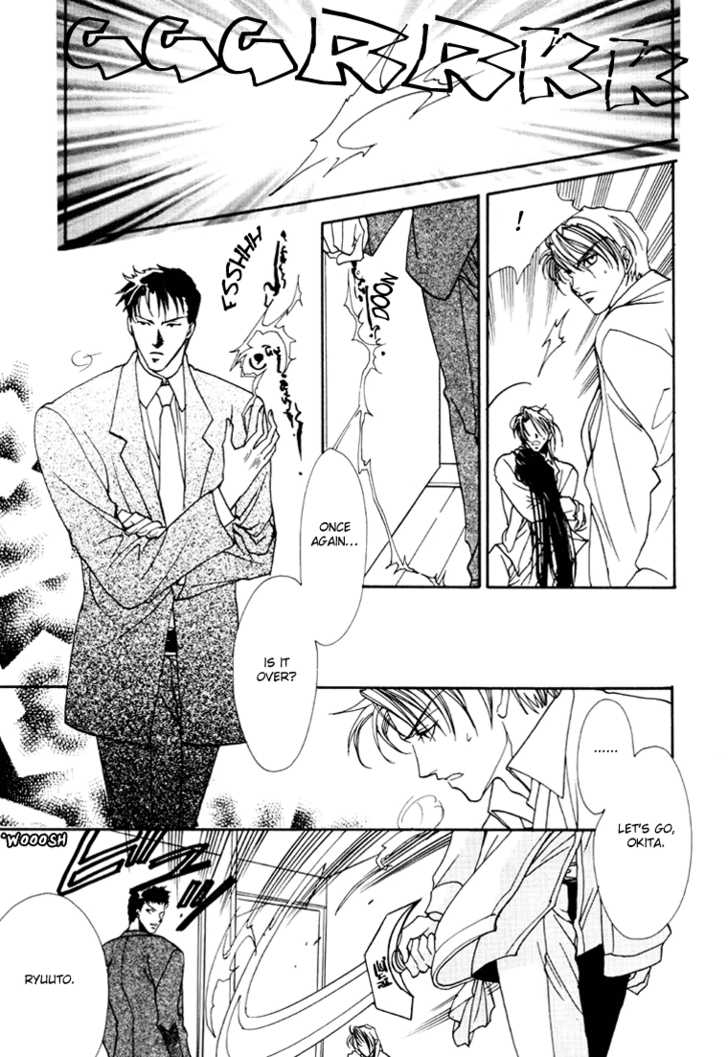 GGGRRKK
!
DOON
FSSHHH
ONCE
AGAIN...
IS IT
OVER?
......
LET'S GO,
OKITA.
*WOOOSH
RYUUTO.